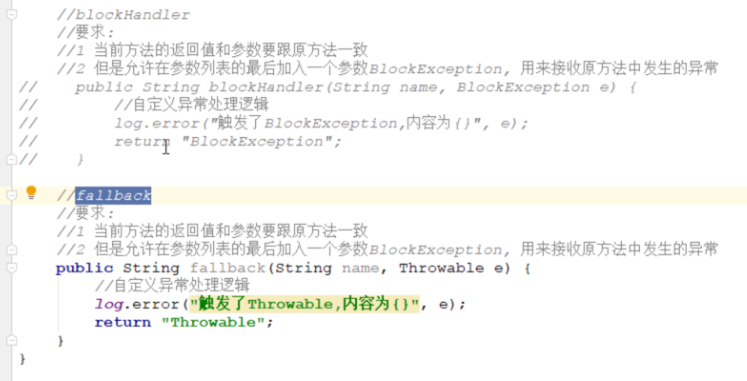 //blockHandler
//要求:
//1 当前方法的返回值和参数要跟原方法一致
//2 但是允许在参数列表的最后加入一个参数BlockException, 用来接收原方法中发生的异常
//    public String blockHandler(String name, BlockException e) {
//        //自定义异常处理逻辑
//        log.error("触发了BlockException,内容为{}", e);
//        return "BlockException";
//    }
//fallback
//要求:
//1 当前方法的返回值和参数要跟原方法一致
//2 但是允许在参数列表的最后加入一个参数BlockException, 用来接收原方法中发生的异常
public String fallback(String name, Throwable e) {
//自定义异常处理逻辑
log.error("触发了Throwable,内容为{}", e);
return "Throwable";
}
}